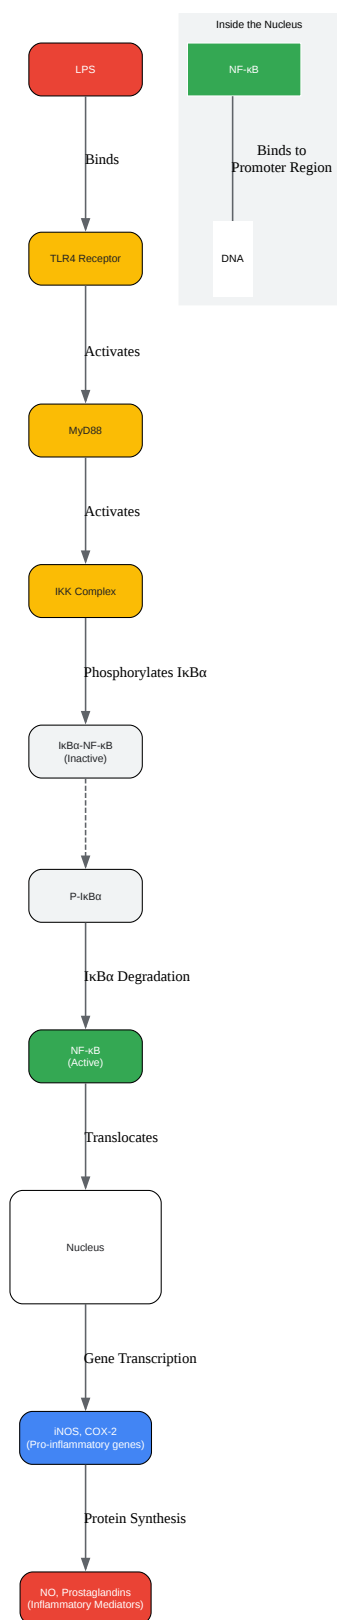 LPS
Binds
TLR4 Receptor
Activates
MyD88
Activates
IKK Complex
Phosphorylates IκBα
IκBα-NF-κB
(Inactive)
P-IκBα
IκBα Degradation
NF-κB
(Active)
Translocates
Nucleus
Gene Transcription
iNOS, COX-2
(Pro-inflammatory genes)
Protein Synthesis
NO, Prostaglandins
(Inflammatory Mediators)
Inside the Nucleus
NF-κB
Binds to
Promoter Region
DNA